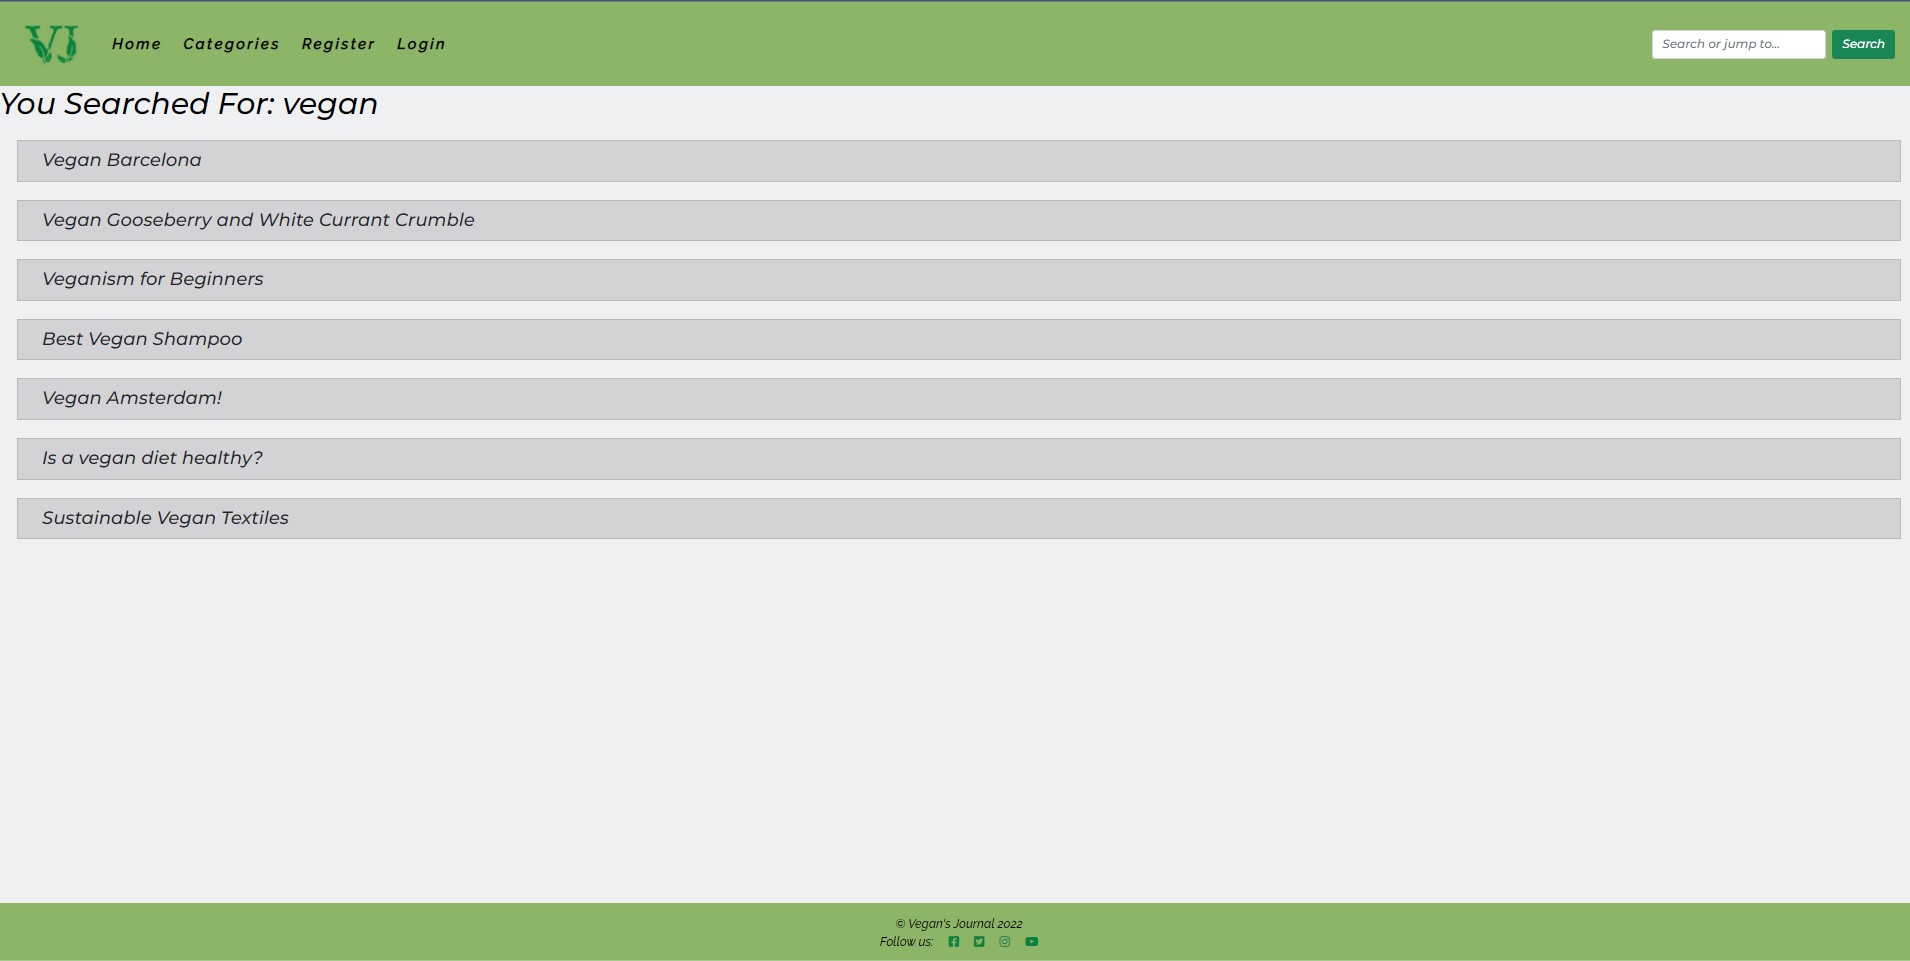 VJ
Home Categories Register Login
Search or jump to... Search
You Searched For: vegan
Vegan Barcelona
Vegan Gooseberry and White Currant Crumble
Veganism for Beginners
Best Vegan Shampoo
Vegan Amsterdam!
Is a vegan diet healthy?
Sustainable Vegan Textiles
© Vegan's Journal 2022
Follow us: